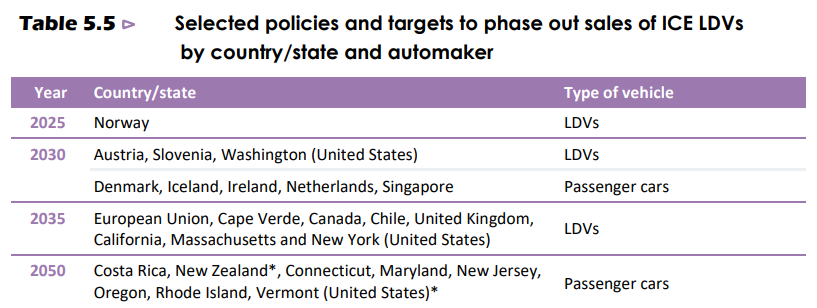 Table 5.5 ▷ Selected policies and targets to phase out sales of ICE LDVs
by country/state and automaker
Year Country/state Type of vehicle
2025 Norway LDVs
2030 Austria, Slovenia, Washington (United States) LDVs
Denmark, Iceland, Ireland, Netherlands, Singapore Passenger cars
2035 European Union, Cape Verde, Canada, Chile, United Kingdom,
California, Massachusetts and New York (United States) LDVs
2050 Costa Rica, New Zealand*, Connecticut, Maryland, New Jersey,
Oregon, Rhode Island, Vermont (United States)* Passenger cars